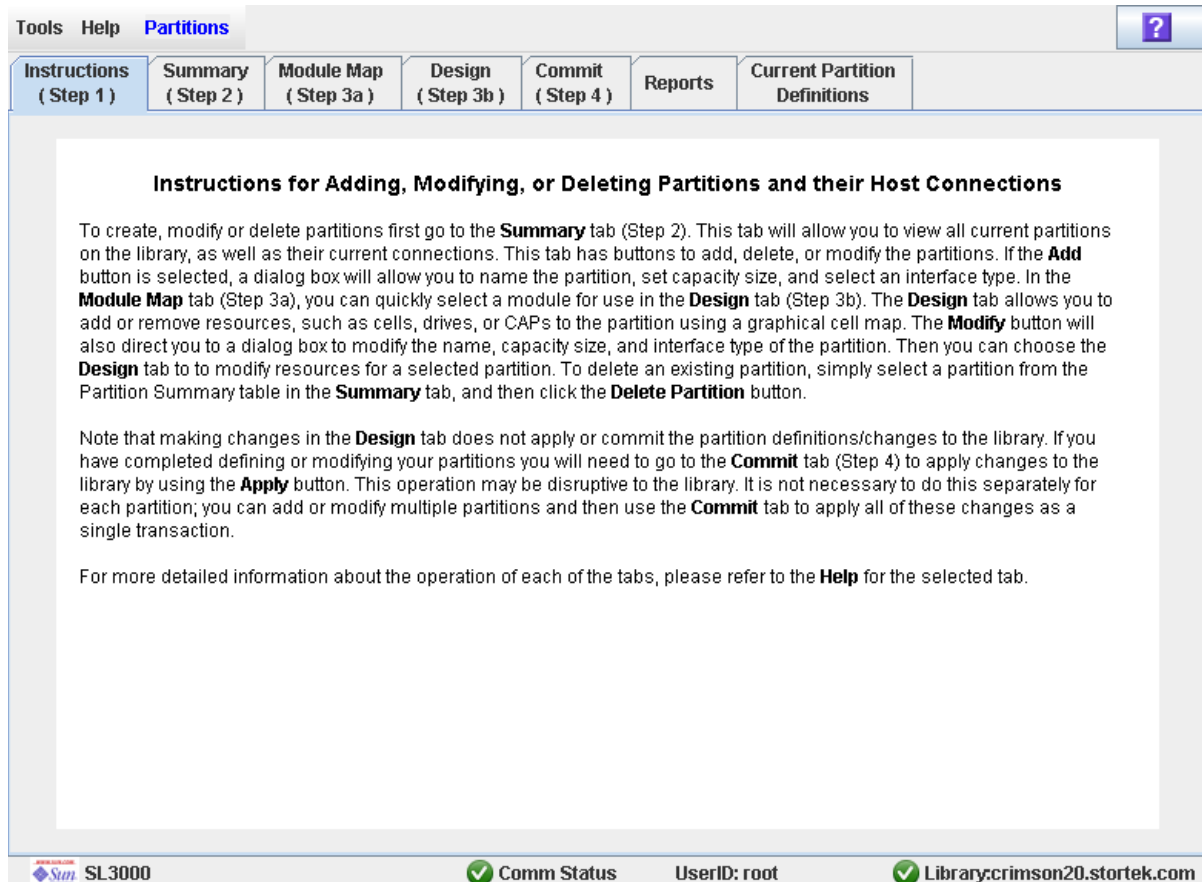 Tools Help Partitions
?
Instructions ( Step 1 )
Summary ( Step 2 )
Module Map ( Step 3a )
Design ( Step 3b )
Commit ( Step 4 )
Reports
Current Partition Definitions
Instructions for Adding, Modifying, or Deleting Partitions and their Host Connections
To create, modify or delete partitions first go to the Summary tab (Step 2). This tab will allow you to view all current partitions
on the library, as well as their current connections. This tab has buttons to add, delete, or modify the partitions. If the Add
button is selected, a dialog box will allow you to name the partition, set capacity size, and select an interface type. In the
Module Map tab (Step 3a), you can quickly select a module for use in the Design tab (Step 3b). The Design tab allows you to
add or remove resources, such as cells, drives, or CAPs to the partition using a graphical cell map. The Modify button will
also direct you to a dialog box to modify the name, capacity size, and interface type of the partition. Then you can choose the
Design tab to to modify resources for a selected partition. To delete an existing partition, simply select a partition from the
Partition Summary table in the Summary tab, and then click the Delete Partition button.
Note that making changes in the Design tab does not apply or commit the partition definitions/changes to the library. If you
have completed defining or modifying your partitions you will need to go to the Commit tab (Step 4) to apply changes to the
library by using the Apply button. This operation may be disruptive to the library. It is not necessary to do this separately for
each partition; you can add or modify multiple partitions and then use the Commit tab to apply all of these changes as a
single transaction.
For more detailed information about the operation of each of the tabs, please refer to the Help for the selected tab.
www.sun.com
Sun SL3000
Comm Status
UserID: root
Library:crimson20.stortek.com